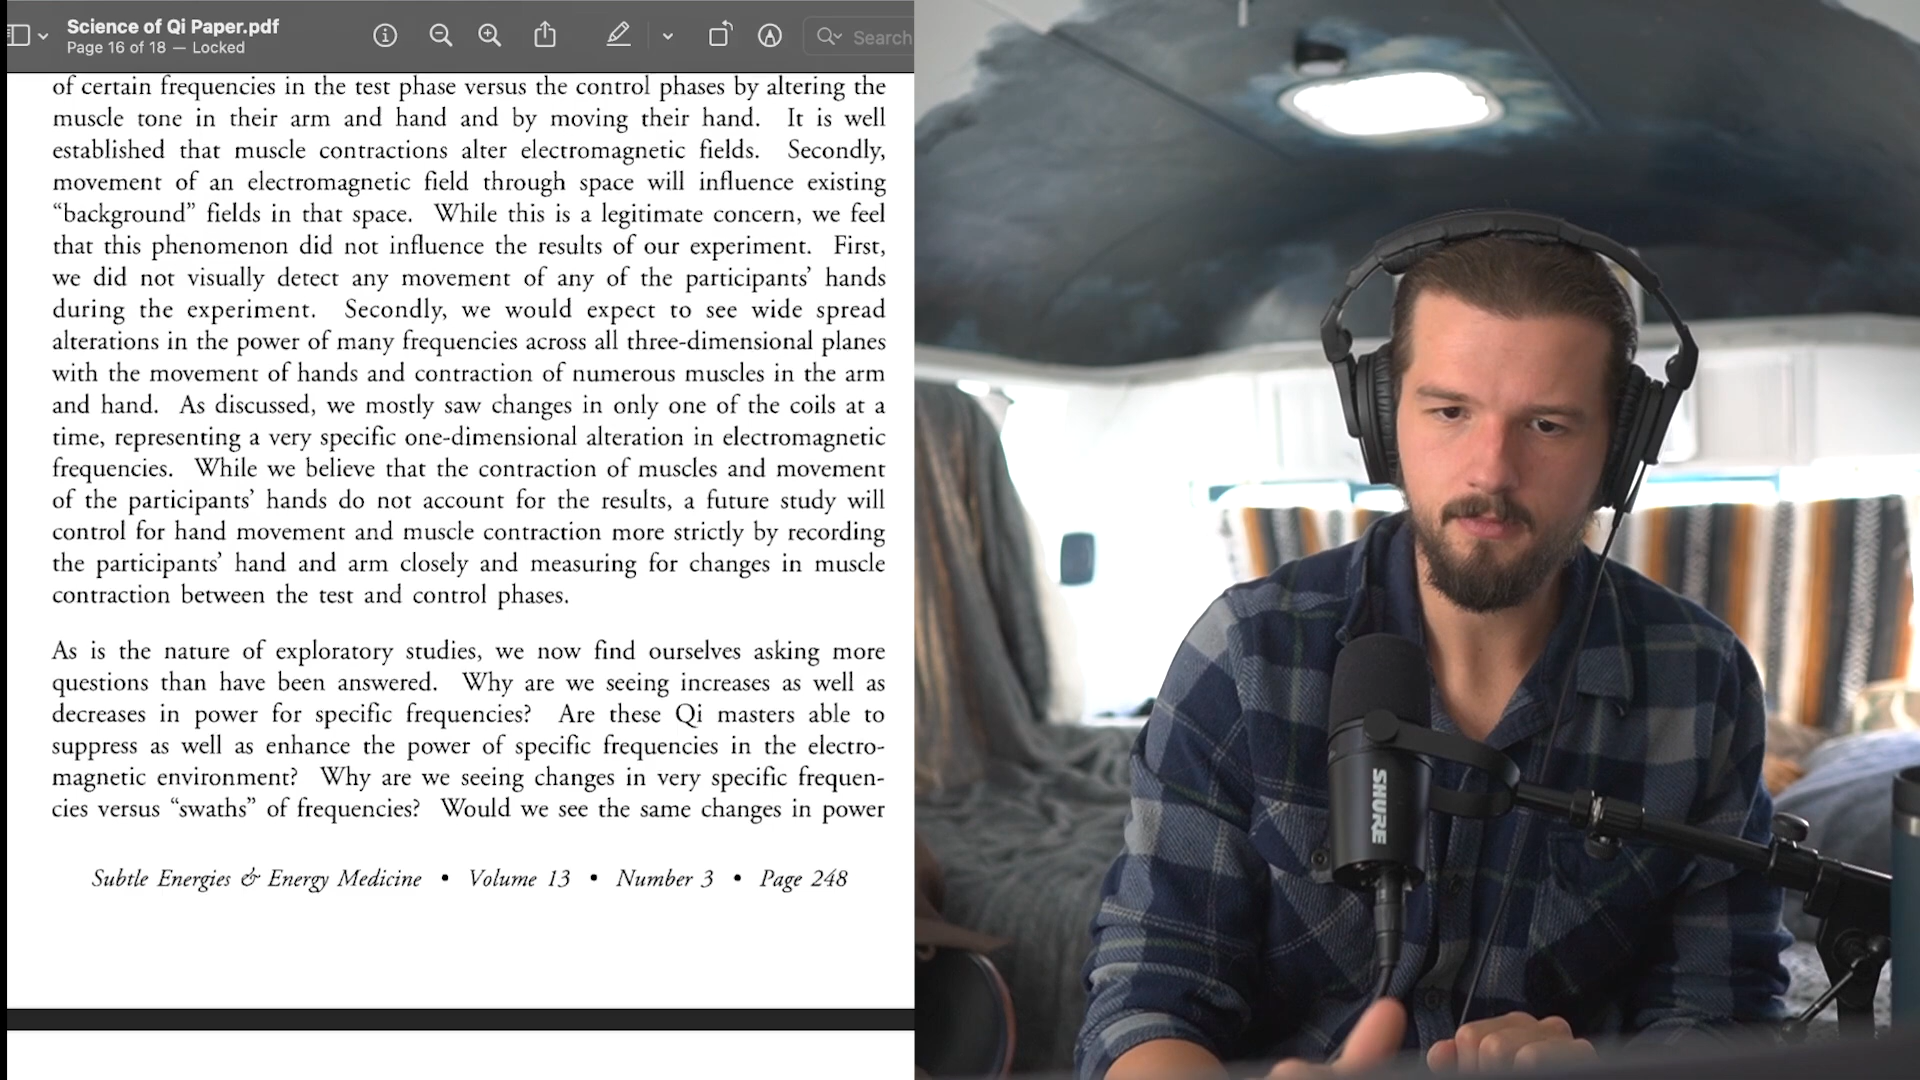 Science of Qi Paper.pdf
Page 16 of 18 — Locked
Search
of certain frequencies in the test phase versus the control phases by altering the
muscle tone in their arm and hand and by moving their hand. It is well
established that muscle contractions alter electromagnetic fields. Secondly,
movement of an electromagnetic field through space will influence existing
“background” fields in that space. While this is a legitimate concern, we feel
that this phenomenon did not influence the results of our experiment. First,
we did not visually detect any movement of any of the participants’ hands
during the experiment. Secondly, we would expect to see wide spread
alterations in the power of many frequencies across all three-dimensional planes
with the movement of hands and contraction of numerous muscles in the arm
and hand. As discussed, we mostly saw changes in only one of the coils at a
time, representing a very specific one-dimensional alteration in electromagnetic
frequencies. While we believe that the contraction of muscles and movement
of the participants’ hands do not account for the results, a future study will
control for hand movement and muscle contraction more strictly by recording
the participants’ hand and arm closely and measuring for changes in muscle
contraction between the test and control phases.
As is the nature of exploratory studies, we now find ourselves asking more
questions than have been answered. Why are we seeing increases as well as
decreases in power for specific frequencies? Are these Qi masters able to
suppress as well as enhance the power of specific frequencies in the electro-
magnetic environment? Why are we seeing changes in very specific frequen-
cies versus “swaths” of frequencies? Would we see the same changes in power
Subtle Energies & Energy Medicine • Volume 13 • Number 3 • Page 248
SHURE